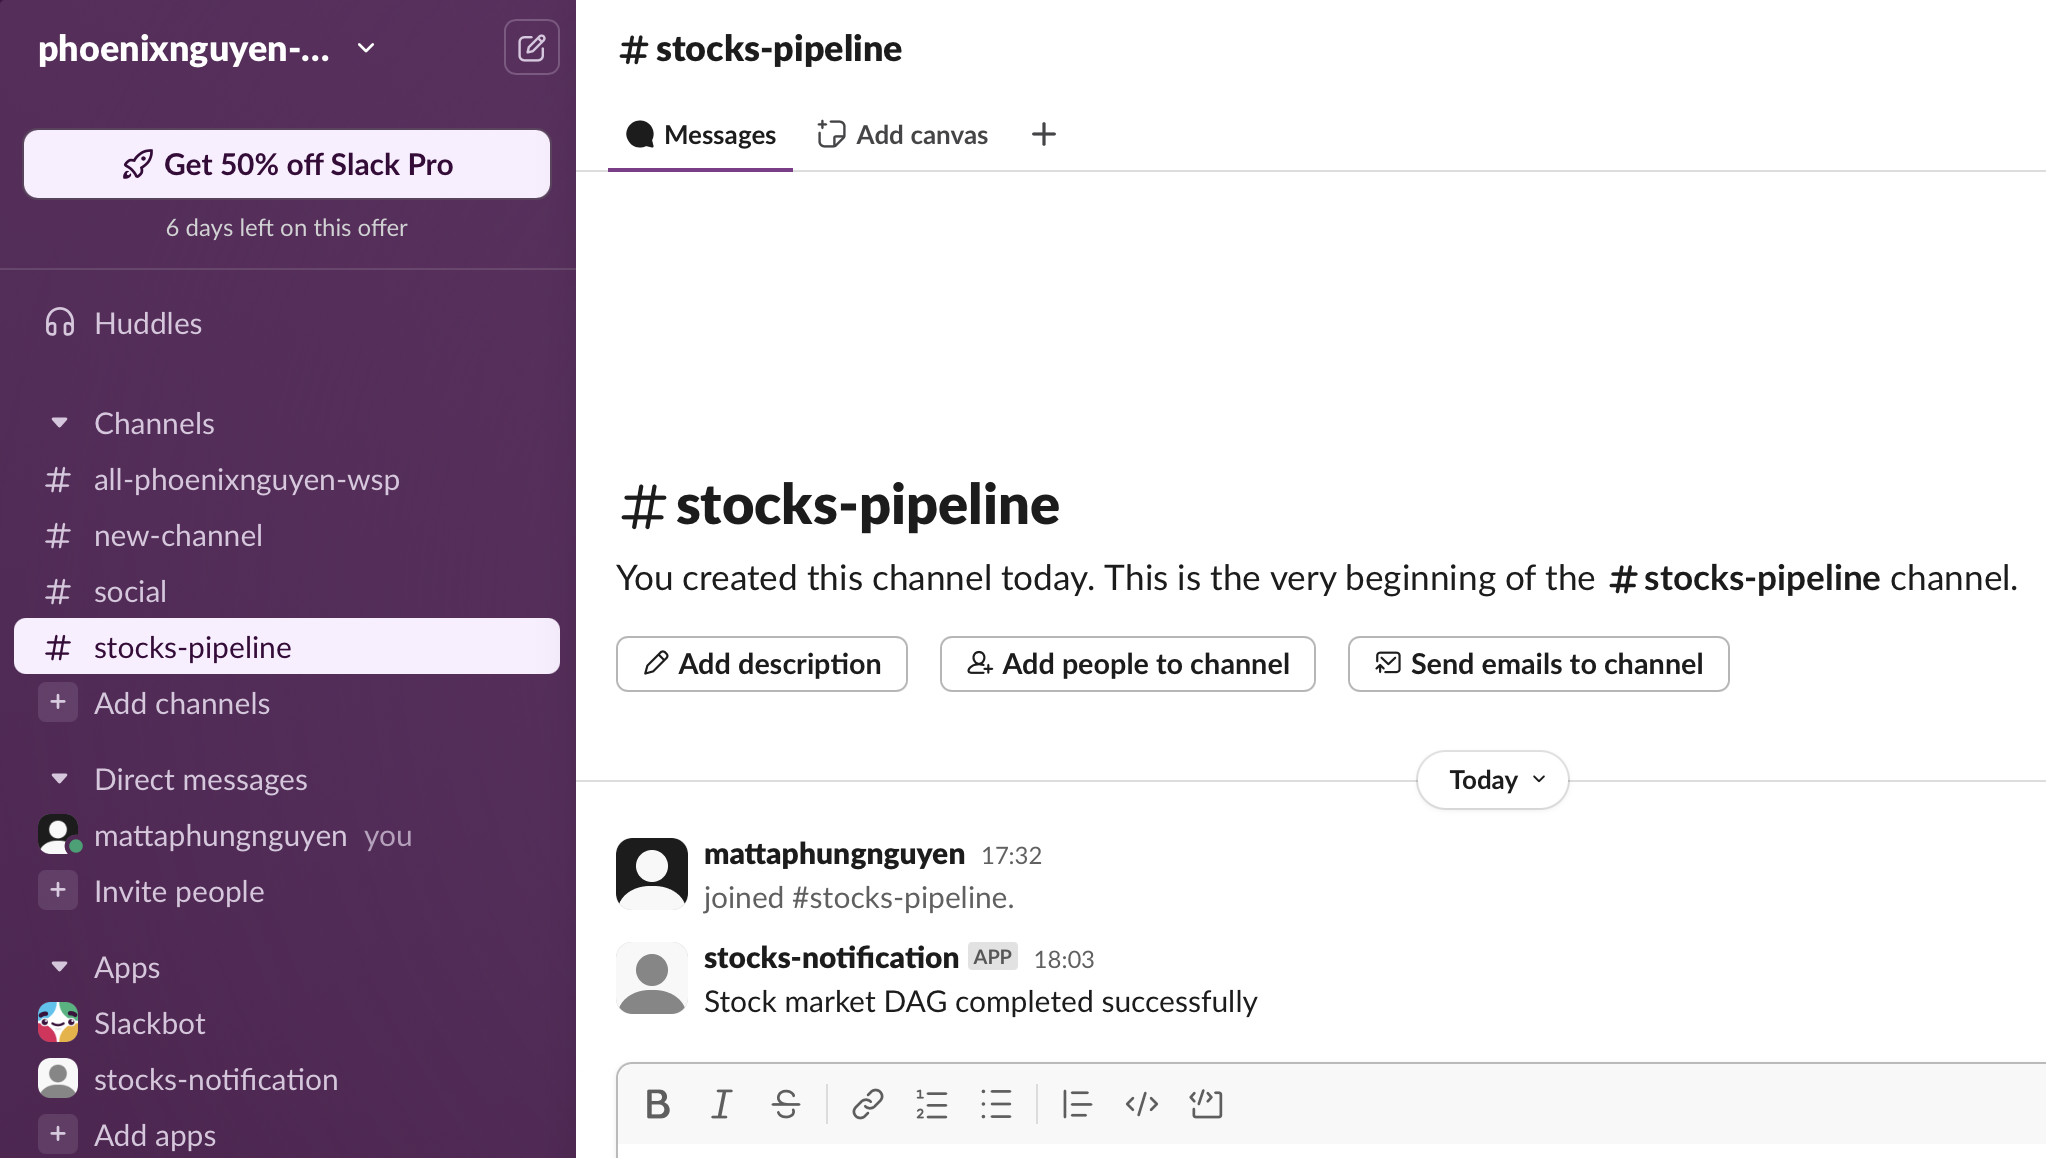 phoenixnguyen-...
Get 50% off Slack Pro
6 days left on this offer
Huddles
Channels
# all-phoenixnguyen-wsp
# new-channel
# social
# stocks-pipeline
+ Add channels
Direct messages
mattaphungnguyen you
+ Invite people
Apps
Slackbot
stocks-notification
+ Add apps
# stocks-pipeline
Messages Add canvas +
# stocks-pipeline
You created this channel today. This is the very beginning of the # stocks-pipeline channel.
Add description Add people to channel Send emails to channel
Today
mattaphungnguyen 17:32
joined #stocks-pipeline.
stocks-notification APP 18:03
Stock market DAG completed successfully